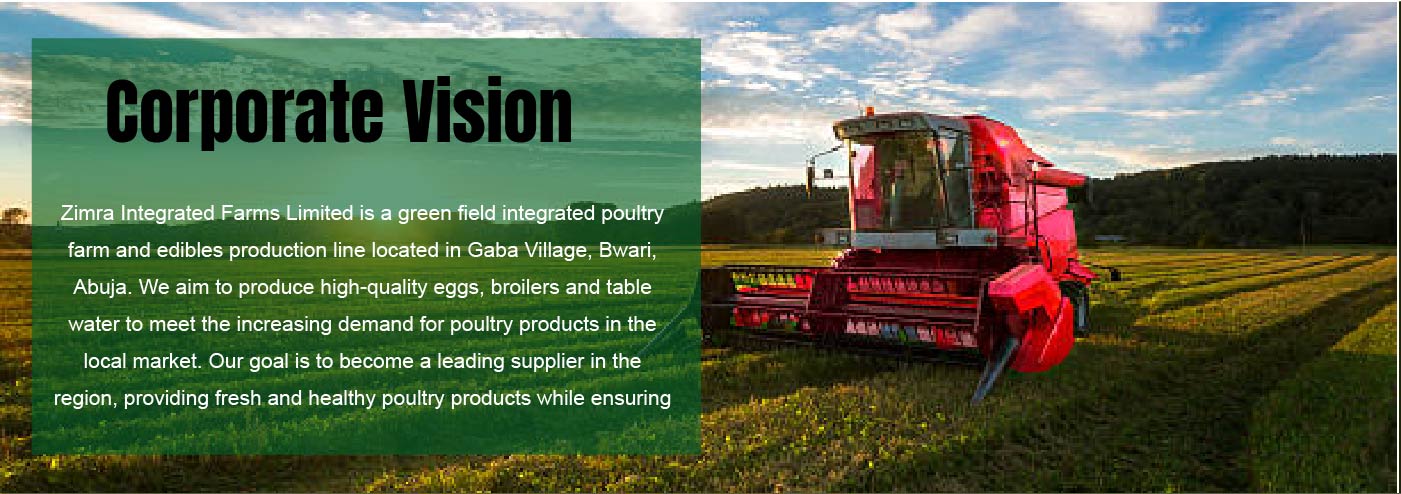 Corporate Vision
Zimra Integrated Farms Limited is a green field integrated poultry
farm and edibles production line located in Gaba Village, Bwari,
Abuja. We aim to produce high-quality eggs, broilers and table
water to meet the increasing demand for poultry products in the
local market. Our goal is to become a leading supplier in the
region, providing fresh and healthy poultry products while ensuring